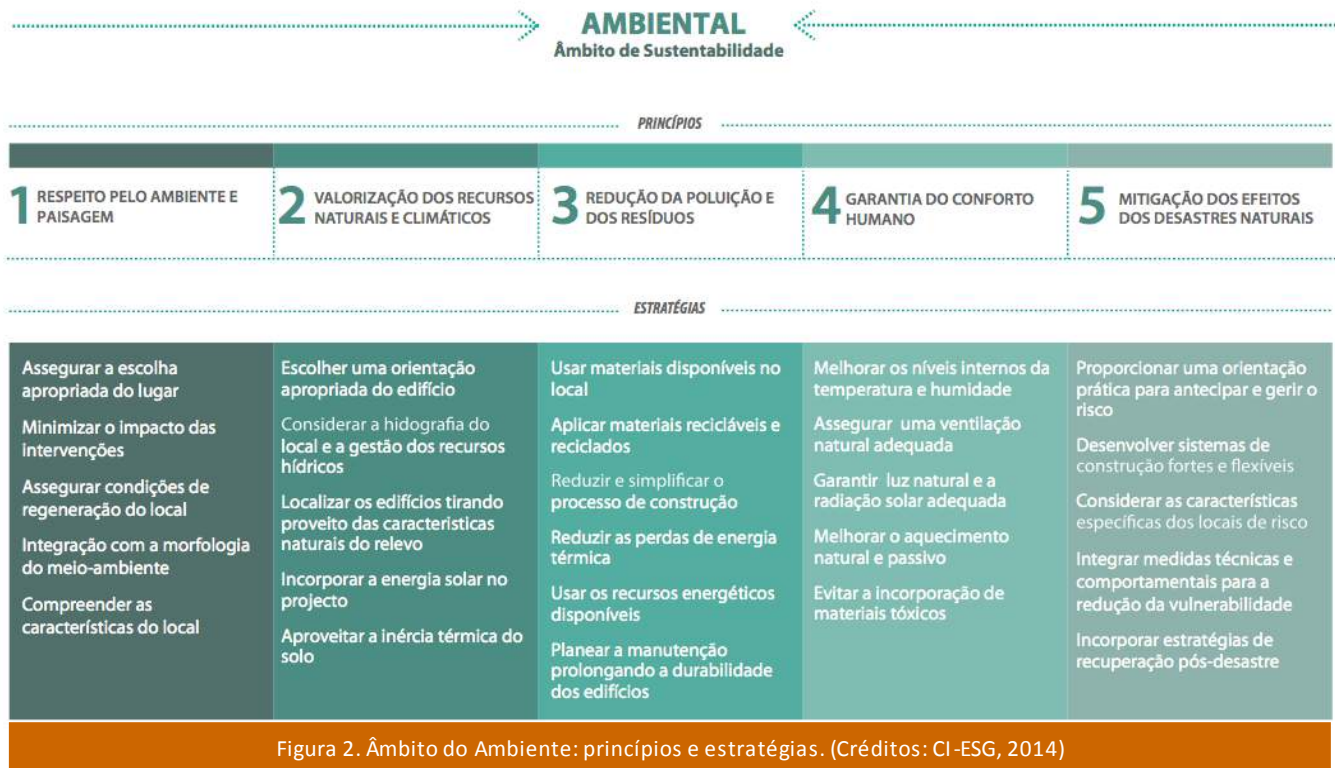 AMBIENTAL
Âmbito de Sustentabilidade
PRINCÍPIOS
1 RESPEITO PELO AMBIENTE E
PAISAGEM
2 VALORIZAÇÃO DOS RECURSOS
NATURAIS E CLIMÁTICOS
3 REDUÇÃO DA POLUIÇÃO E
DOS RESÍDUOS
4 GARANTIA DO CONFORTO
HUMANO
5 MITIGAÇÃO DOS EFEITOS
DOS DESASTRES NATURAIS
ESTRATÉGIAS
Assegurar a escolha
apropriada do lugar
Minimizar o impacto das
intervenções
Assegurar condições de
regeneração do local
Integração com a morfologia
do meio-ambiente
Compreender as
características do local
Escolher uma orientação
apropriada do edifício
Considerar a hidografia do
local e a gestão dos recursos
hídricos
Localizar os edifícios tirando
proveito das caracteristicas
naturais do relevo
Incorporar a energia solar no
projecto
Aproveitar a inércia térmica do
solo
Usar materiais disponíveis no
local
Aplicar materiais recicláveis e
reciclados
Reduzir e simplificar o
processo de construção
Reduzir as perdas de energia
térmica
Usar os recursos energéticos
disponíveis
Planear a manutenção
prolongando a durabilidade
dos edifícios
Melhorar os níveis internos da
temperatura e humidade
Assegurar uma ventilação
natural adequada
Garantir luz natural e a
radiação solar adequada
Melhorar o aquecimento
natural e passivo
Evitar a incorporação de
materiais tóxicos
Proporcionar uma orientação
prática para antecipar e gerir o
risco
Desenvolver sistemas de
construção fortes e flexíveis
Considerar as características
específicas dos locais de risco
Integrar medidas técnicas e
comportamentais para a
redução da vulnerabilidade
Incorporar estratégias de
recuperação pós-desastre
Figura 2. Âmbito do Ambiente: princípios e estratégias. (Créditos: CI-ESG, 2014)